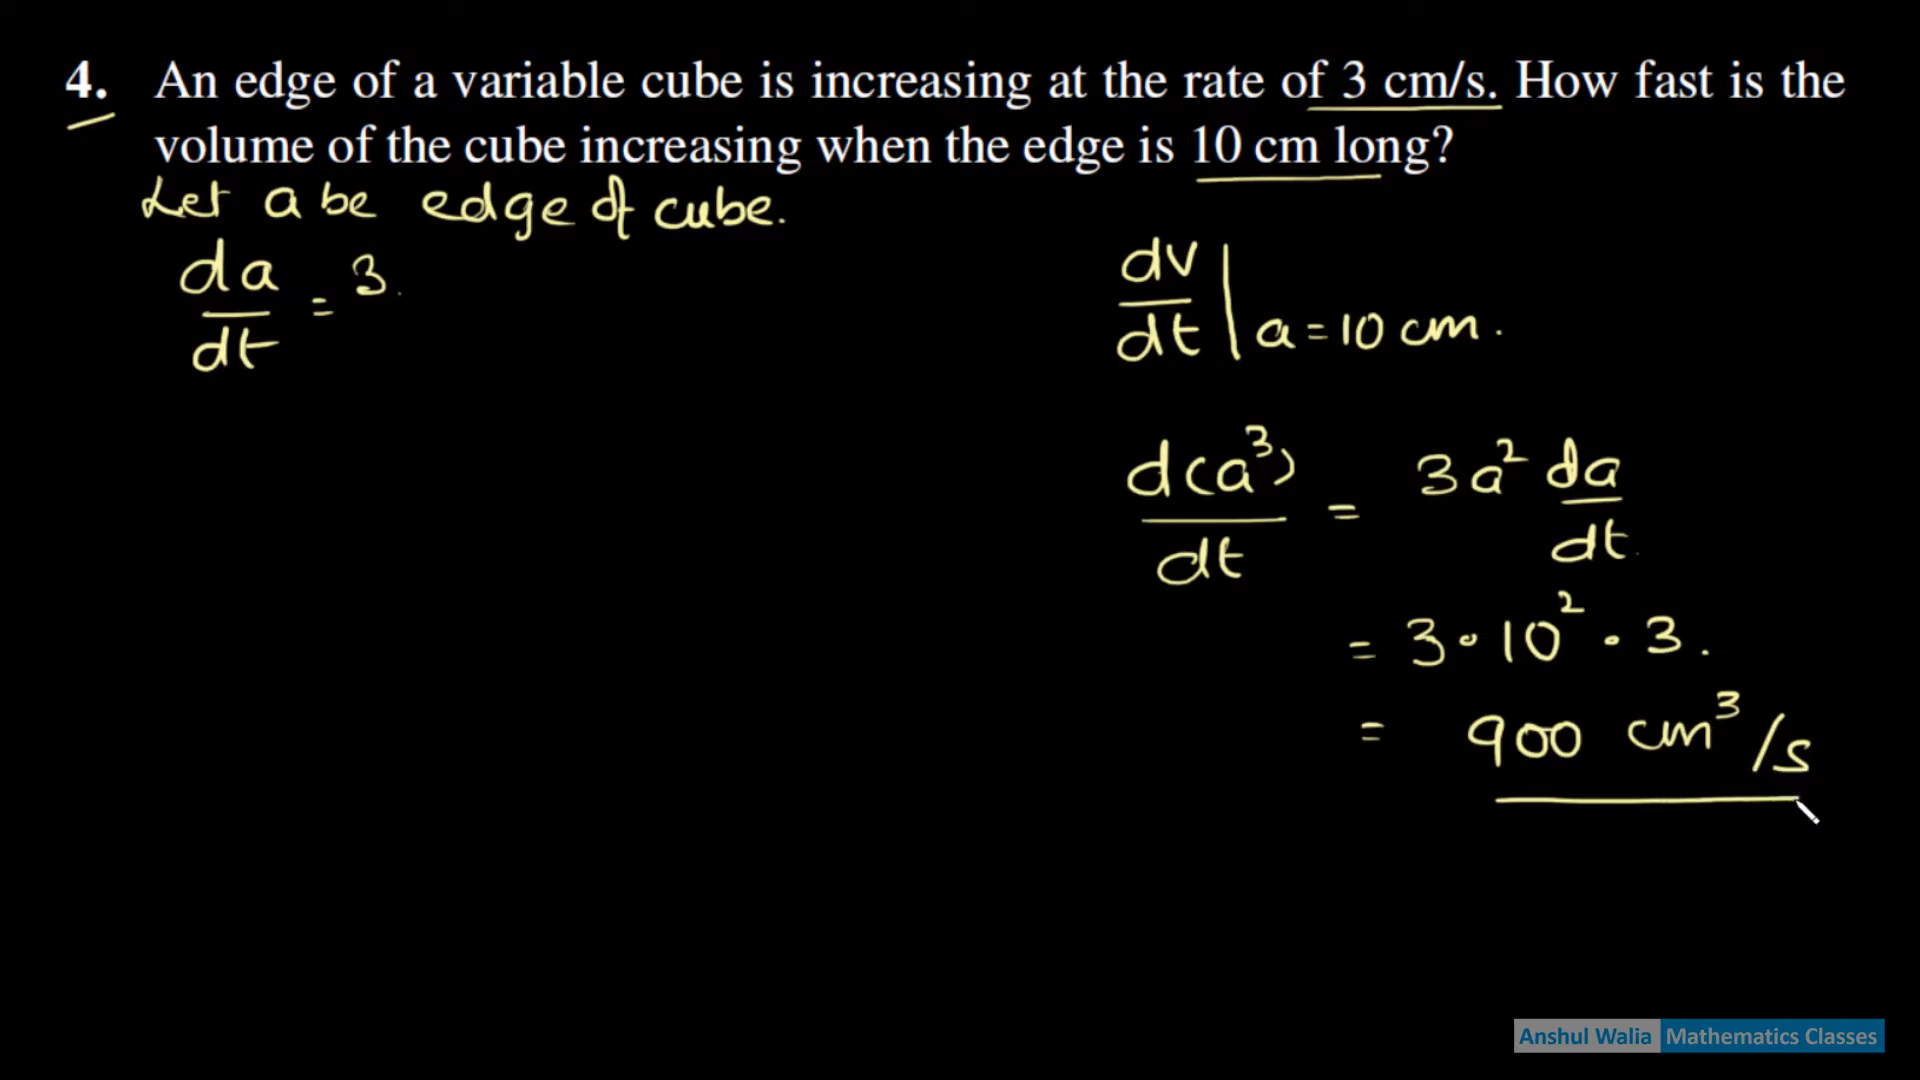 4. An edge of a variable cube is increasing at the rate of 3 cm/s. How fast is the
volume of the cube increasing when the edge is 10 cm long?
Let a be edge of cube.
da/dt = 3
dv/dt | a = 10 cm.
d(a³)/dt = 3a² da/dt
= 3 · 10² · 3.
= 900 cm³/s
Anshul Walia Mathematics Classes